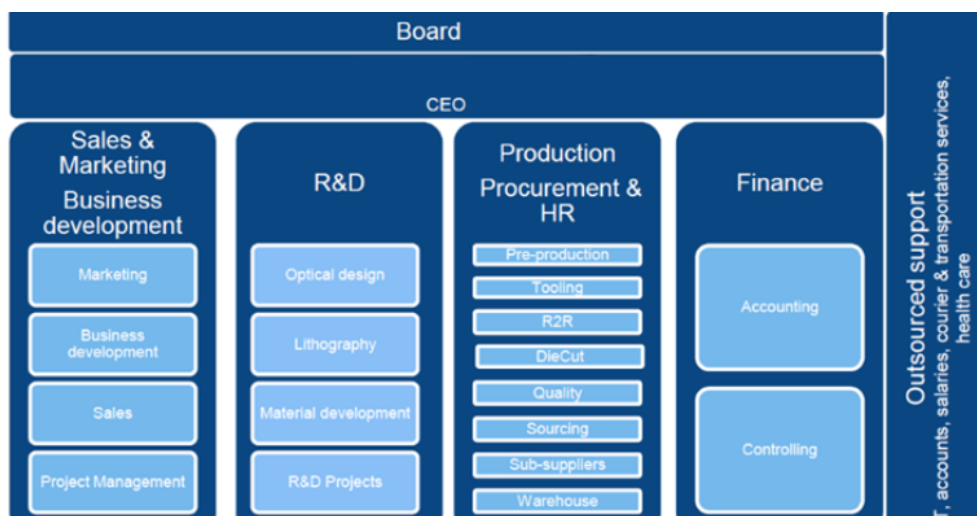 Board
CEO
Sales &
Marketing
Business
development
Marketing
Business
development
Sales
Project Management
R&D
Optical design
Lithography
Material development
R&D Projects
Production
Procurement &
HR
Pre-production
Tooling
R2R
DieCut
Quality
Sourcing
Sub-suppliers
Warehouse
Finance
Accounting
Controlling
Outsourced support
accounts, salaries, courier & transportation services,
health care